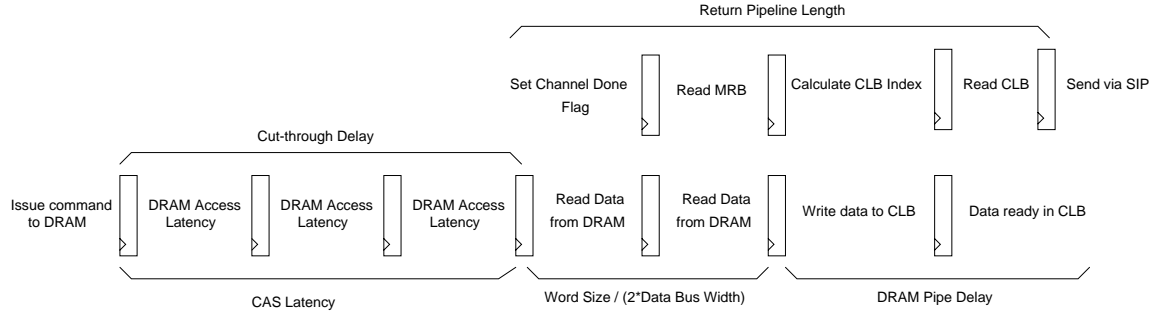 Return Pipeline Length
Set Channel Done
Flag
Read MRB
Calculate CLB Index
Read CLB
Send via SIP
Cut-through Delay
Issue command
to DRAM
DRAM Access
Latency
DRAM Access
Latency
DRAM Access
Latency
Read Data
from DRAM
Read Data
from DRAM
Write data to CLB
Data ready in CLB
CAS Latency
Word Size / (2*Data Bus Width)
DRAM Pipe Delay